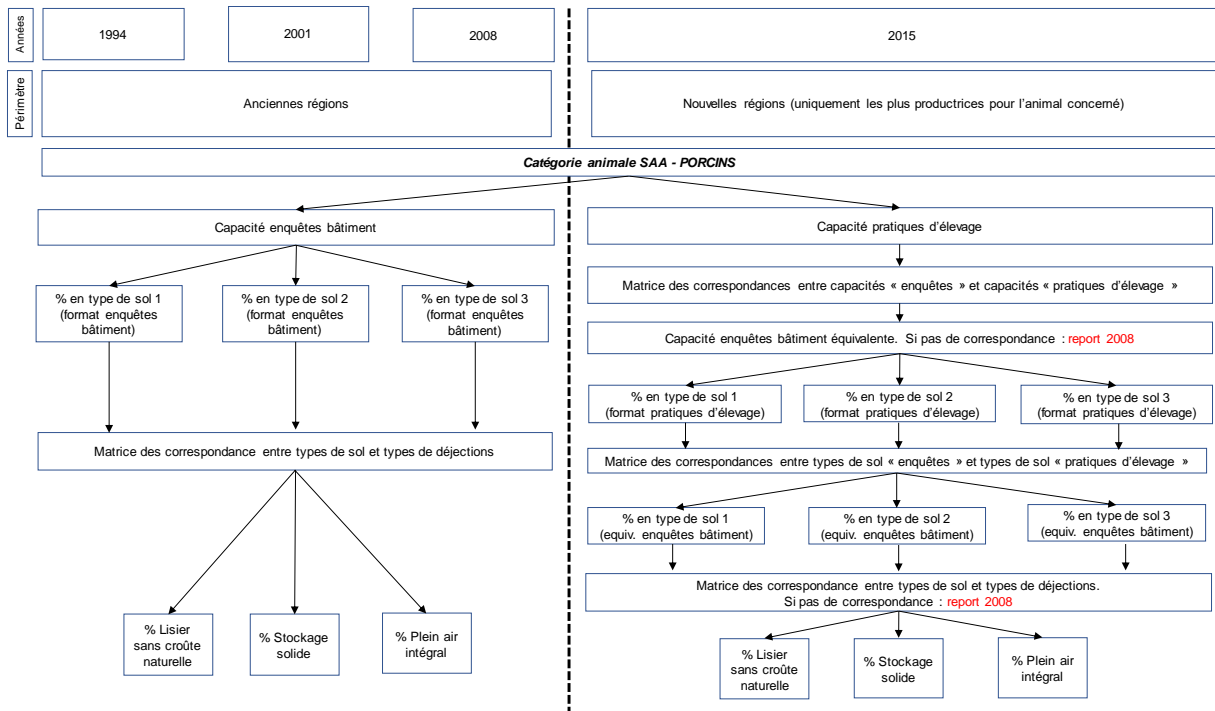 Années
1994
2001
2008
2015
Périmètre
Anciennes régions
Nouvelles régions (uniquement les plus productrices pour l'animal concerné)
Catégorie animale SAA - PORCINS
Capacité enquêtes bâtiment
Capacité pratiques d'élevage
Matrice des correspondances entre capacités « enquêtes » et capacités « pratiques d'élevage »
% en type de sol 1
(format enquêtes
bâtiment)
% en type de sol 2
(format enquêtes
bâtiment)
% en type de sol 3
(format enquêtes
bâtiment)
Capacité enquêtes bâtiment équivalente. Si pas de correspondance : report 2008
% en type de sol 1
(format pratiques d'élevage)
% en type de sol 2
(format pratiques d'élevage)
% en type de sol 3
(format pratiques d'élevage)
Matrice des correspondance entre types de sol et types de déjections
Matrice des correspondances entre types de sol « enquêtes » et types de sol « pratiques d'élevage »
% en type de sol 1
(equiv. enquêtes bâtiment)
% en type de sol 2
(equiv. enquêtes bâtiment)
% en type de sol 3
(equiv. enquêtes bâtiment)
Matrice des correspondance entre types de sol et types de déjections.
Si pas de correspondance : report 2008
% Lisier
sans croûte
naturelle
% Stockage
solide
% Plein air
intégral
% Lisier
sans croûte
naturelle
% Stockage
solide
% Plein air
intégral